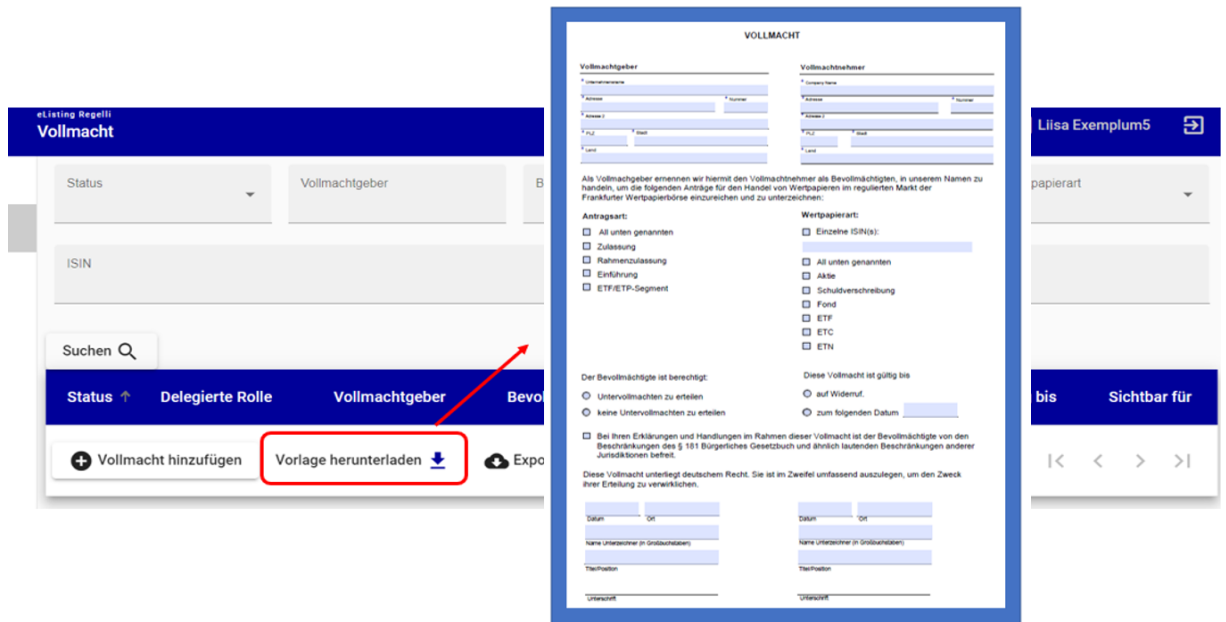 eListing Regelli
Vollmacht
Liisa Exemplum5
Status
Vollmachtgeber
B
papierart
ISIN
Suchen
Status Delegierte Rolle Vollmachtgeber Bevol
bis Sichtbar für
Vollmacht hinzufügen Vorlage herunterladen Expo
VOLLMACHT
Vollmachtgeber
* Unternehmensname
* Adresse * Nummer
* Adresse 2
* PLZ * Stadt
* Land
Vollmachtnehmer
* Company Name
* Adresse * Nummer
* Adresse 2
* PLZ * Stadt
* Land
Als Vollmachgeber ernennen wir hiermit den Vollmachtnehmer als Bevollmächtigten, in unserem Namen zu
handeln, um die folgenden Anträge für den Handel von Wertpapieren im regulierten Markt der
Frankfurter Wertpapierbörse einzureichen und zu unterzeichnen:
Antragsart:
All unten genannten
Zulassung
Rahmenzulassung
Einführung
ETF/ETP-Segment
Wertpapierart:
Einzelne ISIN(s):
All unten genannten
Aktie
Schuldverschreibung
Fond
ETF
ETC
ETN
Der Bevollmächtigte ist berechtigt:
Untervollmachten zu erteilen
keine Untervollmachten zu erteilen
Diese Vollmacht ist gültig bis
auf Widerruf.
zum folgenden Datum
Bei Ihren Erklärungen und Handlungen im Rahmen dieser Vollmacht ist der Bevollmächtigte von den
Beschränkungen des § 181 Bürgerliches Gesetzbuch und ähnlich lautenden Beschränkungen anderer
Jurisdiktionen befreit.
Diese Vollmacht unterliegt deutschem Recht. Sie ist im Zweifel umfassend auszulegen, um den Zweck
ihrer Erteilung zu verwirklichen.
Datum Ort
Name Unterzeichner (in Großbuchstaben)
Titel/Position
Unterschrift
Datum Ort
Name Unterzeichner (in Großbuchstaben)
Titel/Position
Unterschrift